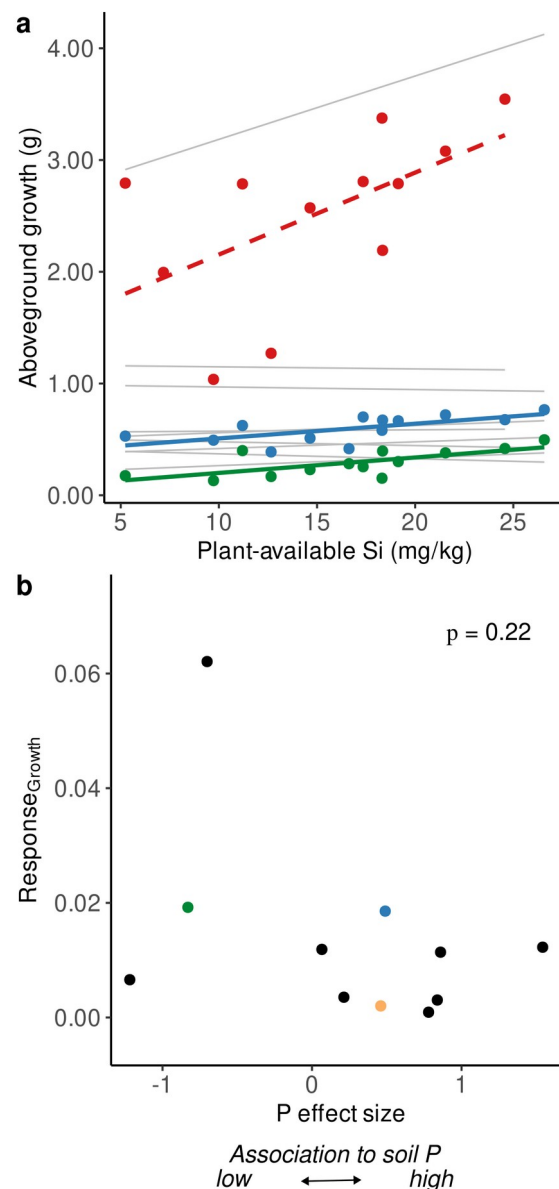 a
Aboveground growth (g)
4.00
3.00
2.00
1.00
0.00
5 10 15 20 25
Plant-available Si (mg/kg)
b
p = 0.22
Response Growth
0.06
0.04
0.02
0.00
-1 0 1
P effect size
Association to soil P
low ⟷ high